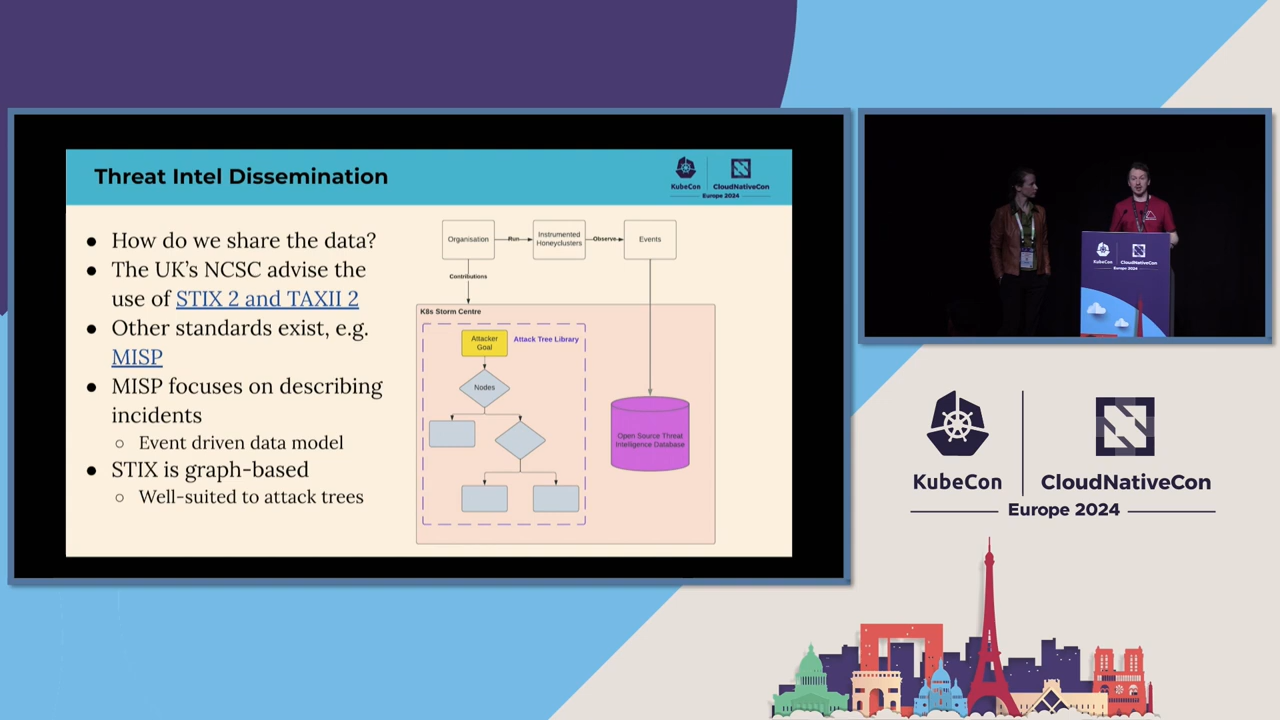 Threat Intel Dissemination
KubeCon
CloudNativeCon
Europe 2024
● How do we share the data?
● The UK's NCSC advise the
use of STIX 2 and TAXII 2
● Other standards exist, e.g.
MISP
● MISP focuses on describing
incidents
○ Event driven data model
● STIX is graph-based
○ Well-suited to attack trees
Organisation
Run
Instrumented
Honeyclusters
Observe
Events
Contributions
K8s Storm Centre
Attacker
Goal
Attack Tree Library
Nodes
Open Source Threat
Intelligence Database
KubeCon
CloudNativeCon
Europe 2024
KubeCon
CloudNativeCon
Europe 2024